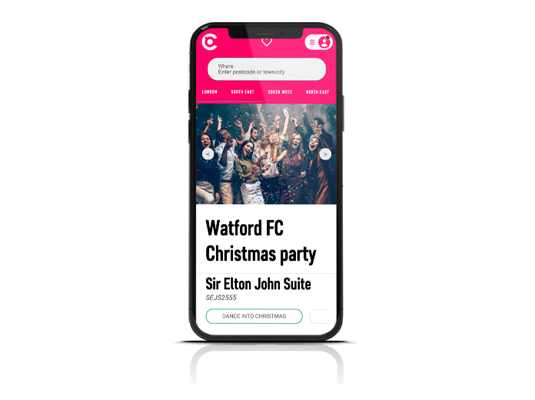 Where
Enter postcode or town/city
LONDON SOUTH EAST SOUTH WEST NORTH EAST
Watford FC
Christmas party
Sir Elton John Suite
SEJS2555
DANCE INTO CHRISTMAS